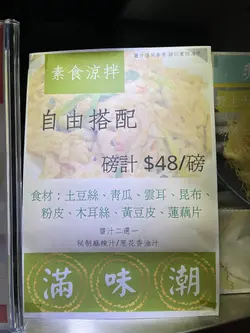 素食涼拌
自由搭配
磅計 $48/磅
食材：土豆絲、青瓜、雲耳、昆布、
粉皮、木耳絲、黃豆皮、蓮藕片
醬汁二選一
秘制麻辣汁/蔥花香油汁
滿 味 潮